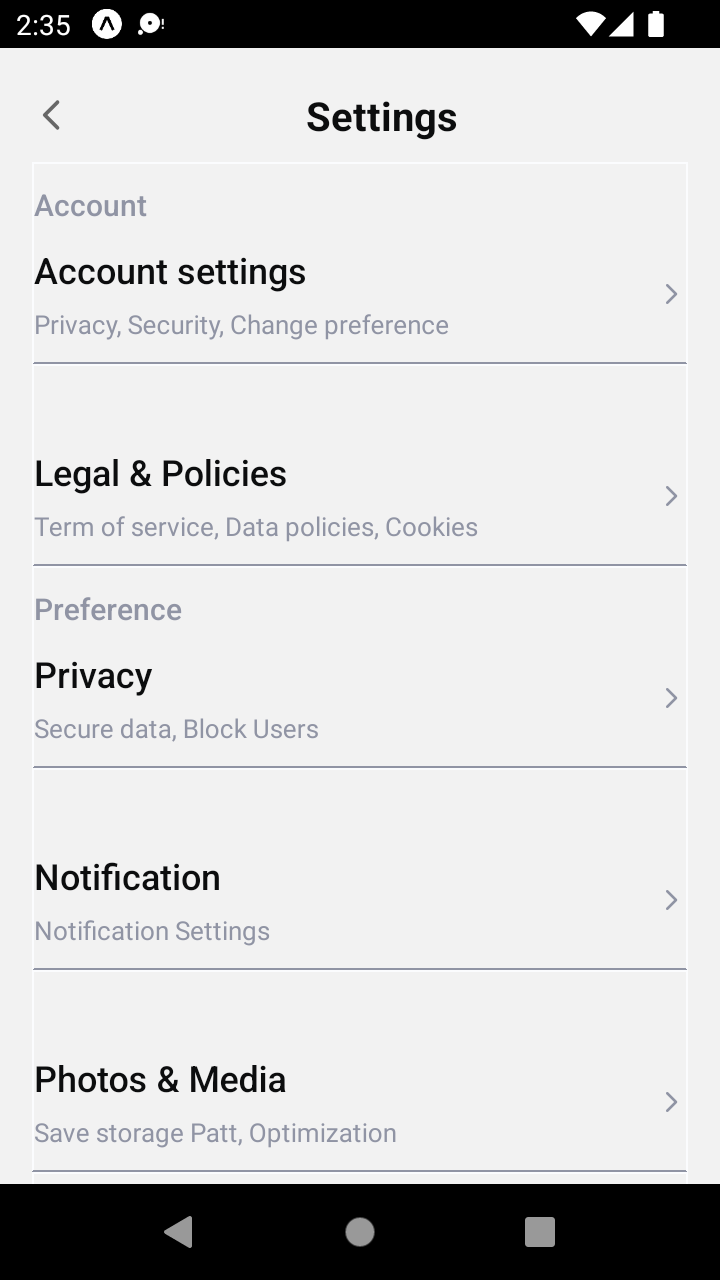 2:35
Settings
Account
Account settings
Privacy, Security, Change preference
Legal & Policies
Term of service, Data policies, Cookies
Preference
Privacy
Secure data, Block Users
Notification
Notification Settings
Photos & Media
Save storage Patt, Optimization